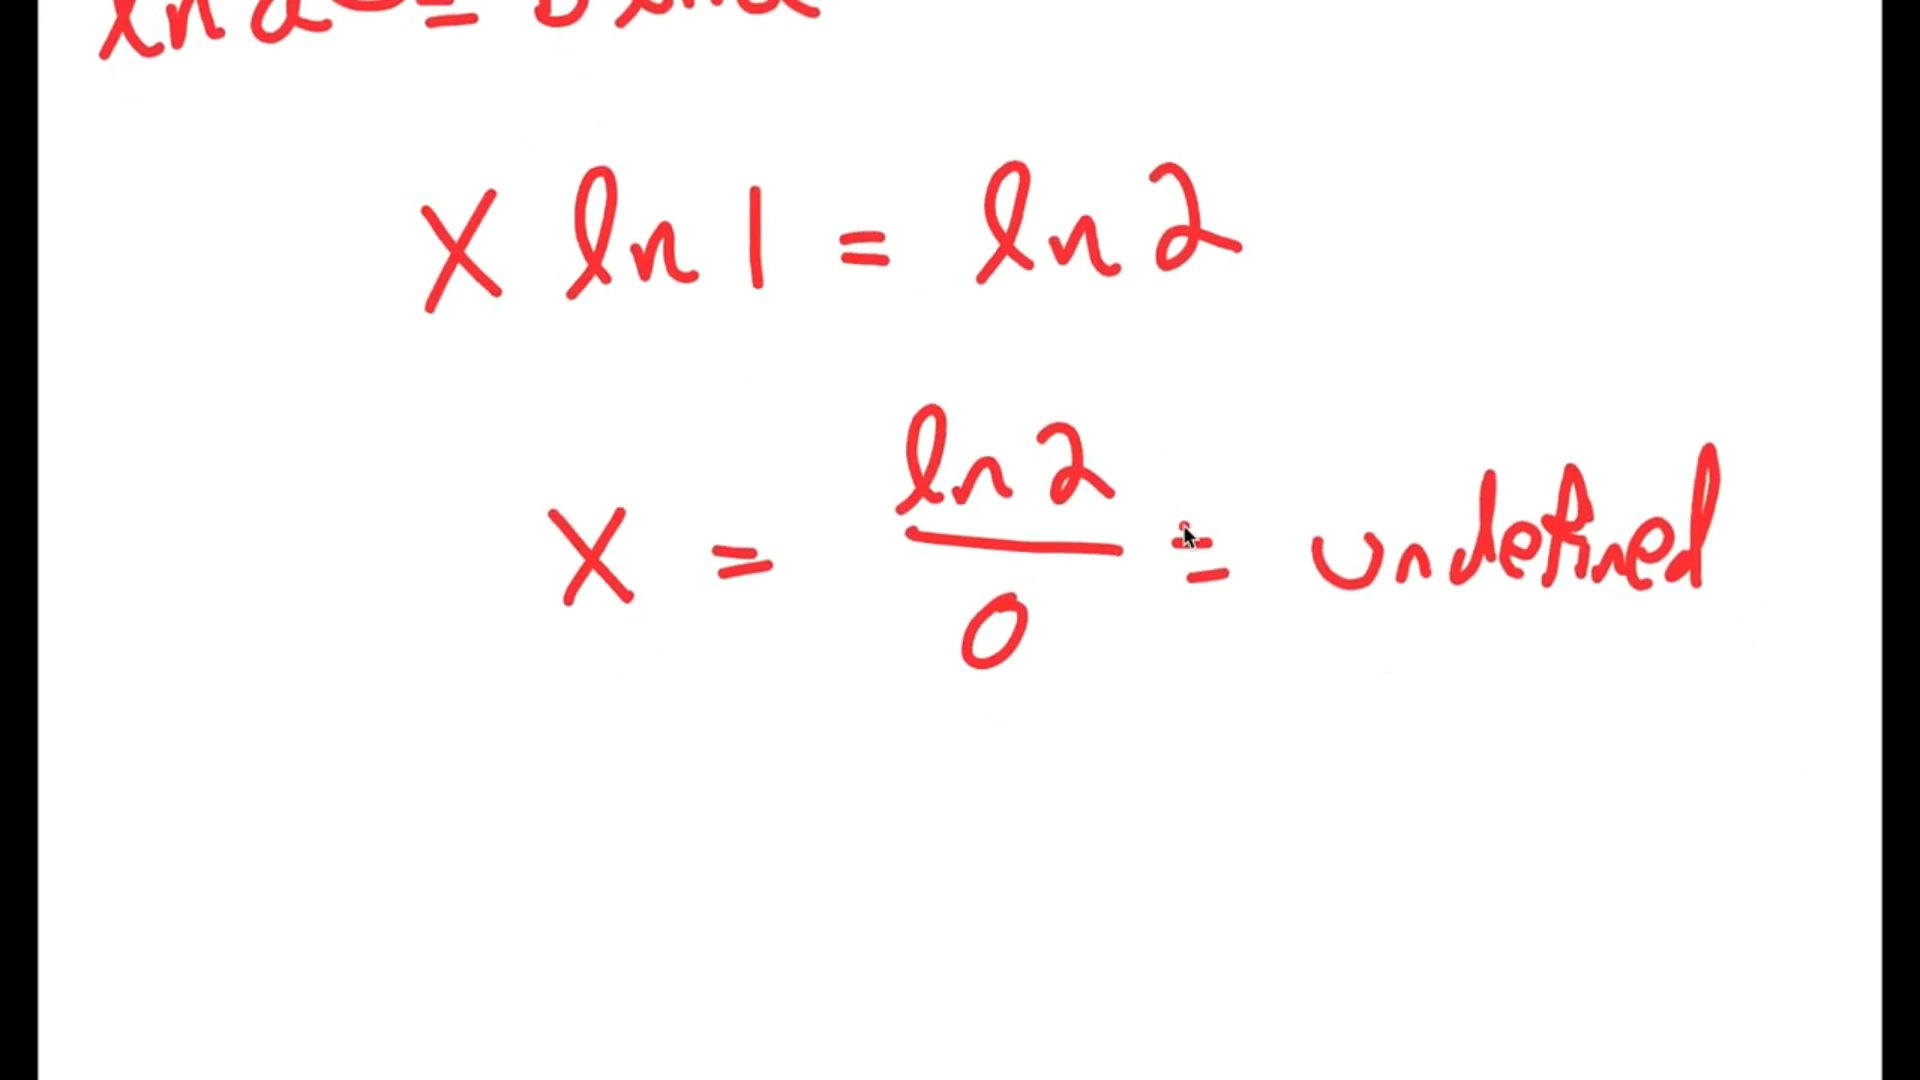 x ln 1 = ln 2
x = ln 2 / 0 = undefined